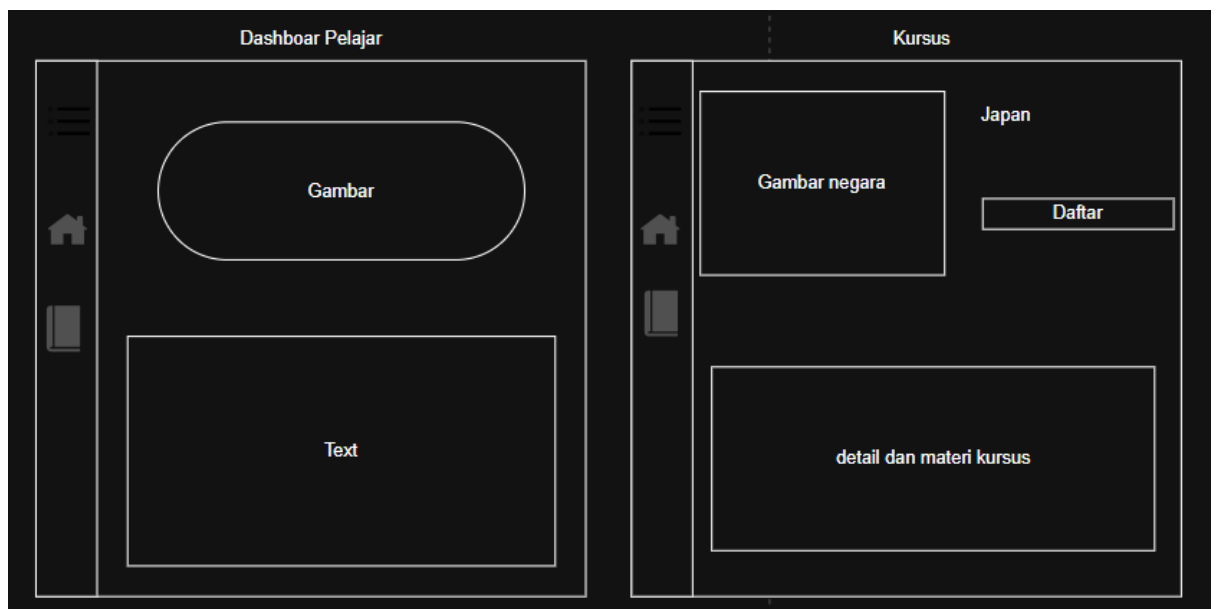 Dashboar Pelajar
Gambar
Text
Kursus
Gambar negara
Japan
Daftar
detail dan materi kursus